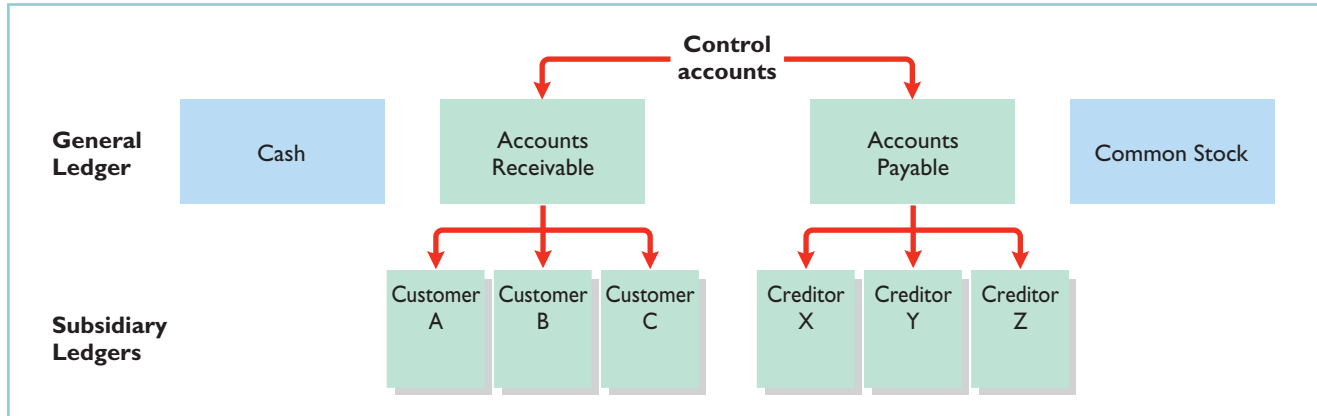 Control
accounts
General
Ledger
Cash
Accounts
Receivable
Accounts
Payable
Common Stock
Subsidiary
Ledgers
Customer
A
Customer
B
Customer
C
Creditor
X
Creditor
Y
Creditor
Z